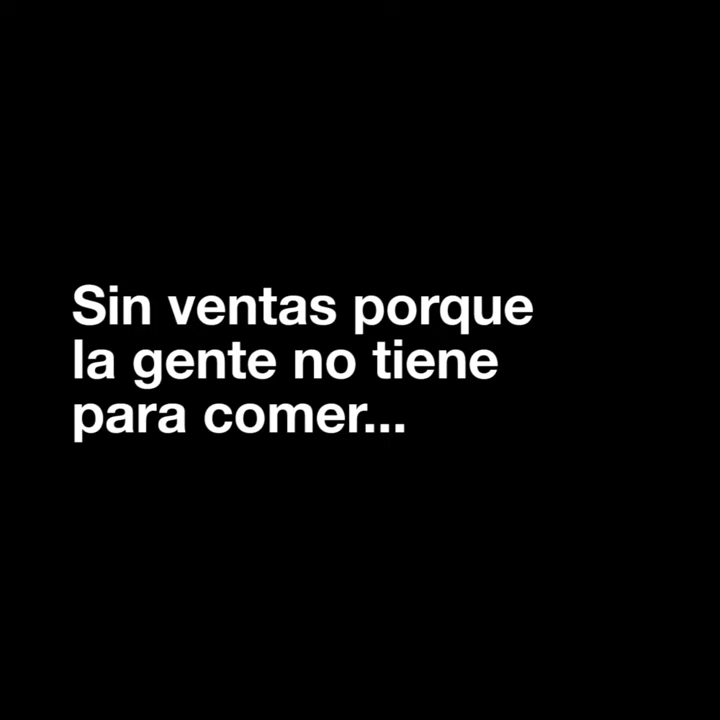 Sin ventas porque
la gente no tiene
para comer...